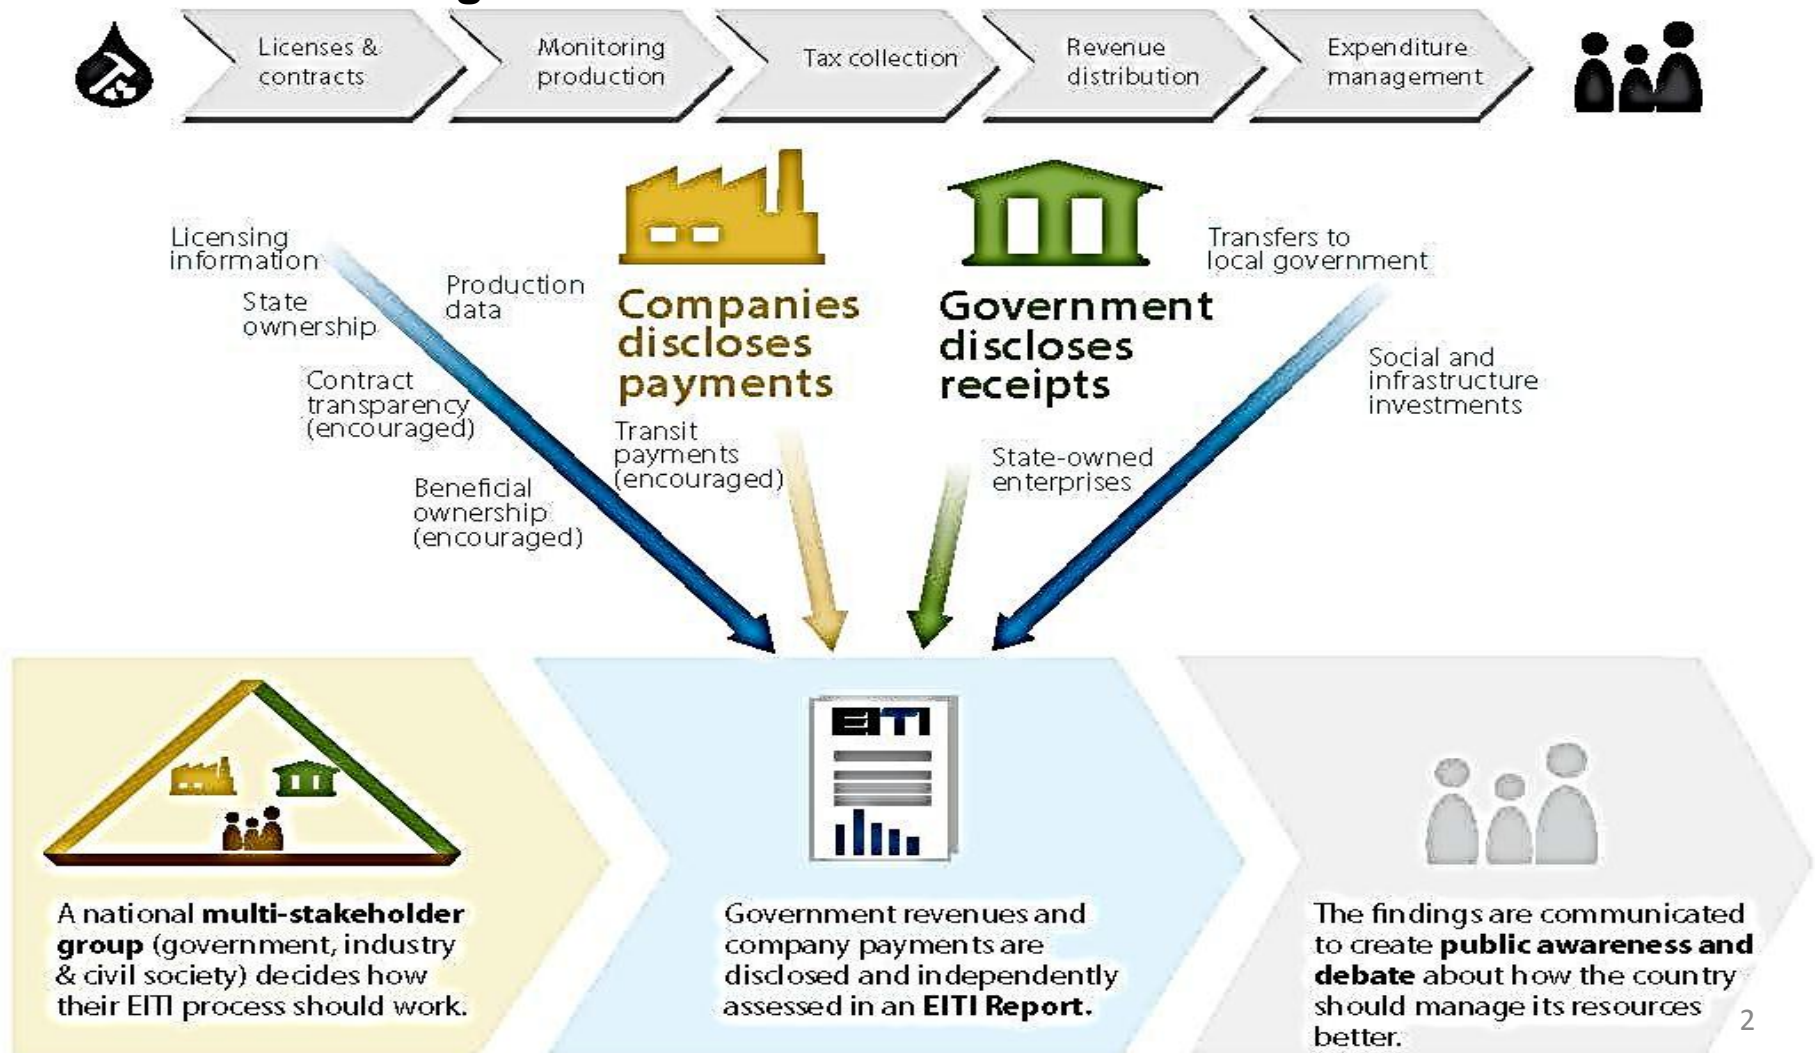 g
Licenses &
contracts
Monitoring
production
Tax collection
Revenue
distribution
Expenditure
management
Licensing
information
State
ownership
Production
data
Contract
transparency
(encouraged)
Beneficial
ownership
(encouraged)
Companies
discloses
payments
Transit
payments
(encouraged)
Government
discloses
receipts
State-owned
enterprises
Transfers to
local government
Social and
infrastructure
investments
A national multi-stakeholder
group (government, industry
& civil society) decides how
their EITI process should work.
EITI
Government revenues and
company payments are
disclosed and independently
assessed in an EITI Report.
The findings are communicated
to create public awareness and
debate about how the country
should manage its resources
better.
2